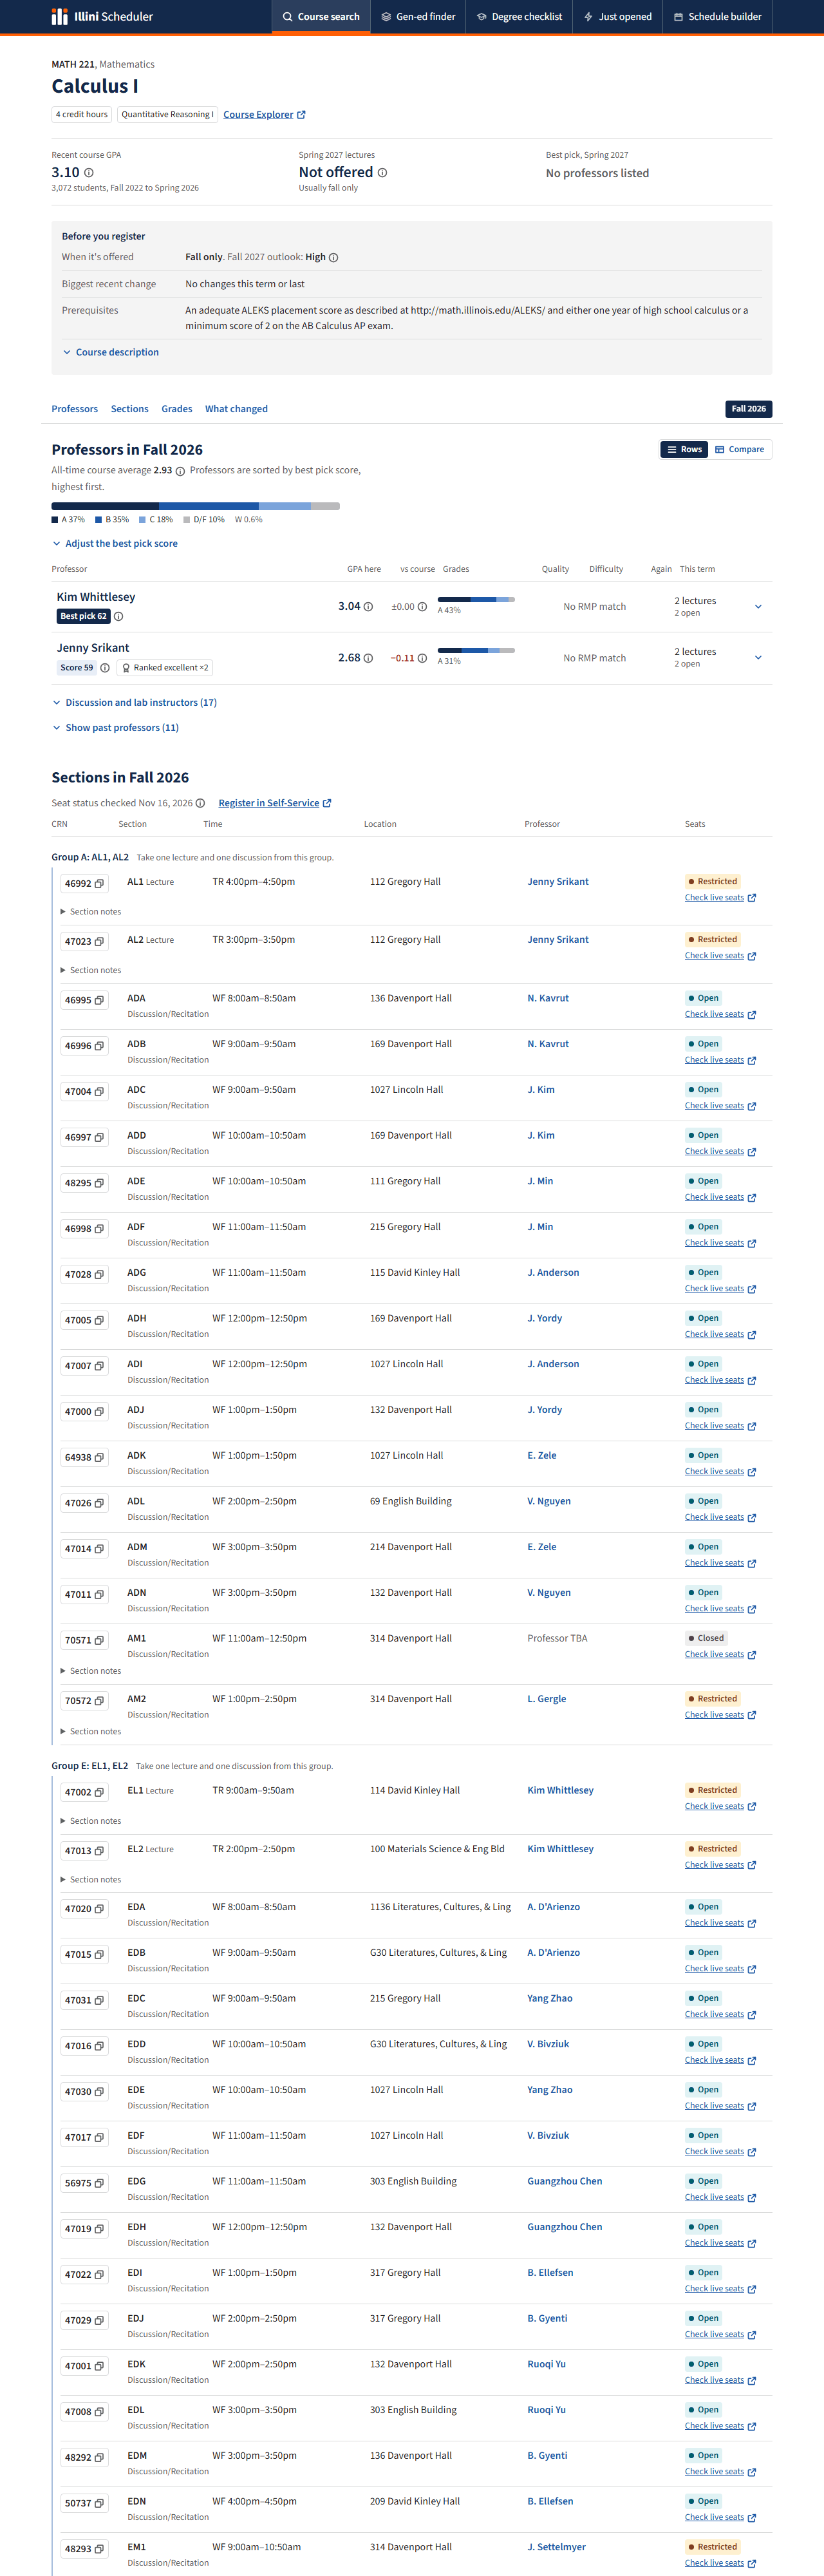 Illini Scheduler
Course search
Gen-ed finder
Degree checklist
Just opened
Schedule builder
MATH 221, Mathematics
Calculus I
4 credit hours
Quantitative Reasoning I
Course Explorer
Recent course GPA
3.10
3,072 students, Fall 2022 to Spring 2026
Spring 2027 lectures
Not offered
Usually fall only
Best pick, Spring 2027
No professors listed
Before you register
When it's offered
Fall only. Fall 2027 outlook: High
Biggest recent change
No changes this term or last
Prerequisites
An adequate ALEKS placement score as described at http://math.illinois.edu/ALEKS/ and either one year of high school calculus or a
minimum score of 2 on the AB Calculus AP exam.
Course description
Professors Sections Grades What changed
Fall 2026
Professors in Fall 2026
Rows Compare
All-time course average 2.93 Professors are sorted by best pick score,
highest first.
A 37% B 35% C 18% D/F 10% W 0.6%
Adjust the best pick score
Professor GPA here vs course Grades Quality Difficulty Again This term
Kim Whittlesey
Best pick 62
3.04 ±0.00 A 43% No RMP match 2 lectures
2 open
Jenny Srikant
Score 59 Ranked excellent ×2
2.68 −0.11 A 31% No RMP match 2 lectures
2 open
Discussion and lab instructors (17)
Show past professors (11)
Sections in Fall 2026
Seat status checked Nov 16, 2026 Register in Self-Service
CRN Section Time Location Professor Seats
Group A: AL1, AL2 Take one lecture and one discussion from this group.
46992 AL1 Lecture TR 4:00pm–4:50pm 112 Gregory Hall Jenny Srikant Restricted
Check live seats
Section notes
47023 AL2 Lecture TR 3:00pm–3:50pm 112 Gregory Hall Jenny Srikant Restricted
Check live seats
Section notes
46995 ADA WF 8:00am–8:50am 136 Davenport Hall N. Kavrut Open
Discussion/Recitation Check live seats
46996 ADB WF 9:00am–9:50am 169 Davenport Hall N. Kavrut Open
Discussion/Recitation Check live seats
47004 ADC WF 9:00am–9:50am 1027 Lincoln Hall J. Kim Open
Discussion/Recitation Check live seats
46997 ADD WF 10:00am–10:50am 169 Davenport Hall J. Kim Open
Discussion/Recitation Check live seats
48295 ADE WF 10:00am–10:50am 111 Gregory Hall J. Min Open
Discussion/Recitation Check live seats
46998 ADF WF 11:00am–11:50am 215 Gregory Hall J. Min Open
Discussion/Recitation Check live seats
47028 ADG WF 11:00am–11:50am 115 David Kinley Hall J. Anderson Open
Discussion/Recitation Check live seats
47005 ADH WF 12:00pm–12:50pm 169 Davenport Hall J. Yordy Open
Discussion/Recitation Check live seats
47007 ADI WF 12:00pm–12:50pm 1027 Lincoln Hall J. Anderson Open
Discussion/Recitation Check live seats
47000 ADJ WF 1:00pm–1:50pm 132 Davenport Hall J. Yordy Open
Discussion/Recitation Check live seats
64938 ADK WF 1:00pm–1:50pm 1027 Lincoln Hall E. Zele Open
Discussion/Recitation Check live seats
47026 ADL WF 2:00pm–2:50pm 69 English Building V. Nguyen Open
Discussion/Recitation Check live seats
47014 ADM WF 3:00pm–3:50pm 214 Davenport Hall E. Zele Open
Discussion/Recitation Check live seats
47011 ADN WF 3:00pm–3:50pm 132 Davenport Hall V. Nguyen Open
Discussion/Recitation Check live seats
70571 AM1 WF 11:00am–12:50pm 314 Davenport Hall Professor TBA Closed
Discussion/Recitation Check live seats
Section notes
70572 AM2 WF 1:00pm–2:50pm 314 Davenport Hall L. Gergle Restricted
Discussion/Recitation Check live seats
Section notes
Group E: EL1, EL2 Take one lecture and one discussion from this group.
47002 EL1 Lecture TR 9:00am–9:50am 114 David Kinley Hall Kim Whittlesey Restricted
Check live seats
Section notes
47013 EL2 Lecture TR 2:00pm–2:50pm 100 Materials Science & Eng Bld Kim Whittlesey Restricted
Check live seats
Section notes
47020 EDA WF 8:00am–8:50am 1136 Literatures, Cultures, & Ling A. D'Arienzo Open
Discussion/Recitation Check live seats
47015 EDB WF 9:00am–9:50am G30 Literatures, Cultures, & Ling A. D'Arienzo Open
Discussion/Recitation Check live seats
47031 EDC WF 9:00am–9:50am 215 Gregory Hall Yang Zhao Open
Discussion/Recitation Check live seats
47016 EDD WF 10:00am–10:50am G30 Literatures, Cultures, & Ling V. Bivziuk Open
Discussion/Recitation Check live seats
47030 EDE WF 10:00am–10:50am 1027 Lincoln Hall Yang Zhao Open
Discussion/Recitation Check live seats
47017 EDF WF 11:00am–11:50am 1027 Lincoln Hall V. Bivziuk Open
Discussion/Recitation Check live seats
56975 EDG WF 11:00am–11:50am 303 English Building Guangzhou Chen Open
Discussion/Recitation Check live seats
47019 EDH WF 12:00pm–12:50pm 132 Davenport Hall Guangzhou Chen Open
Discussion/Recitation Check live seats
47022 EDI WF 1:00pm–1:50pm 317 Gregory Hall B. Ellefsen Open
Discussion/Recitation Check live seats
47029 EDJ WF 2:00pm–2:50pm 317 Gregory Hall B. Gyenti Open
Discussion/Recitation Check live seats
47001 EDK WF 2:00pm–2:50pm 132 Davenport Hall Ruoqi Yu Open
Discussion/Recitation Check live seats
47008 EDL WF 3:00pm–3:50pm 303 English Building Ruoqi Yu Open
Discussion/Recitation Check live seats
48292 EDM WF 3:00pm–3:50pm 136 Davenport Hall B. Gyenti Open
Discussion/Recitation Check live seats
50737 EDN WF 4:00pm–4:50pm 209 David Kinley Hall B. Ellefsen Open
Discussion/Recitation Check live seats
48293 EM1 WF 9:00am–10:50am 314 Davenport Hall J. Settelmyer Restricted
Discussion/Recitation Check live seats